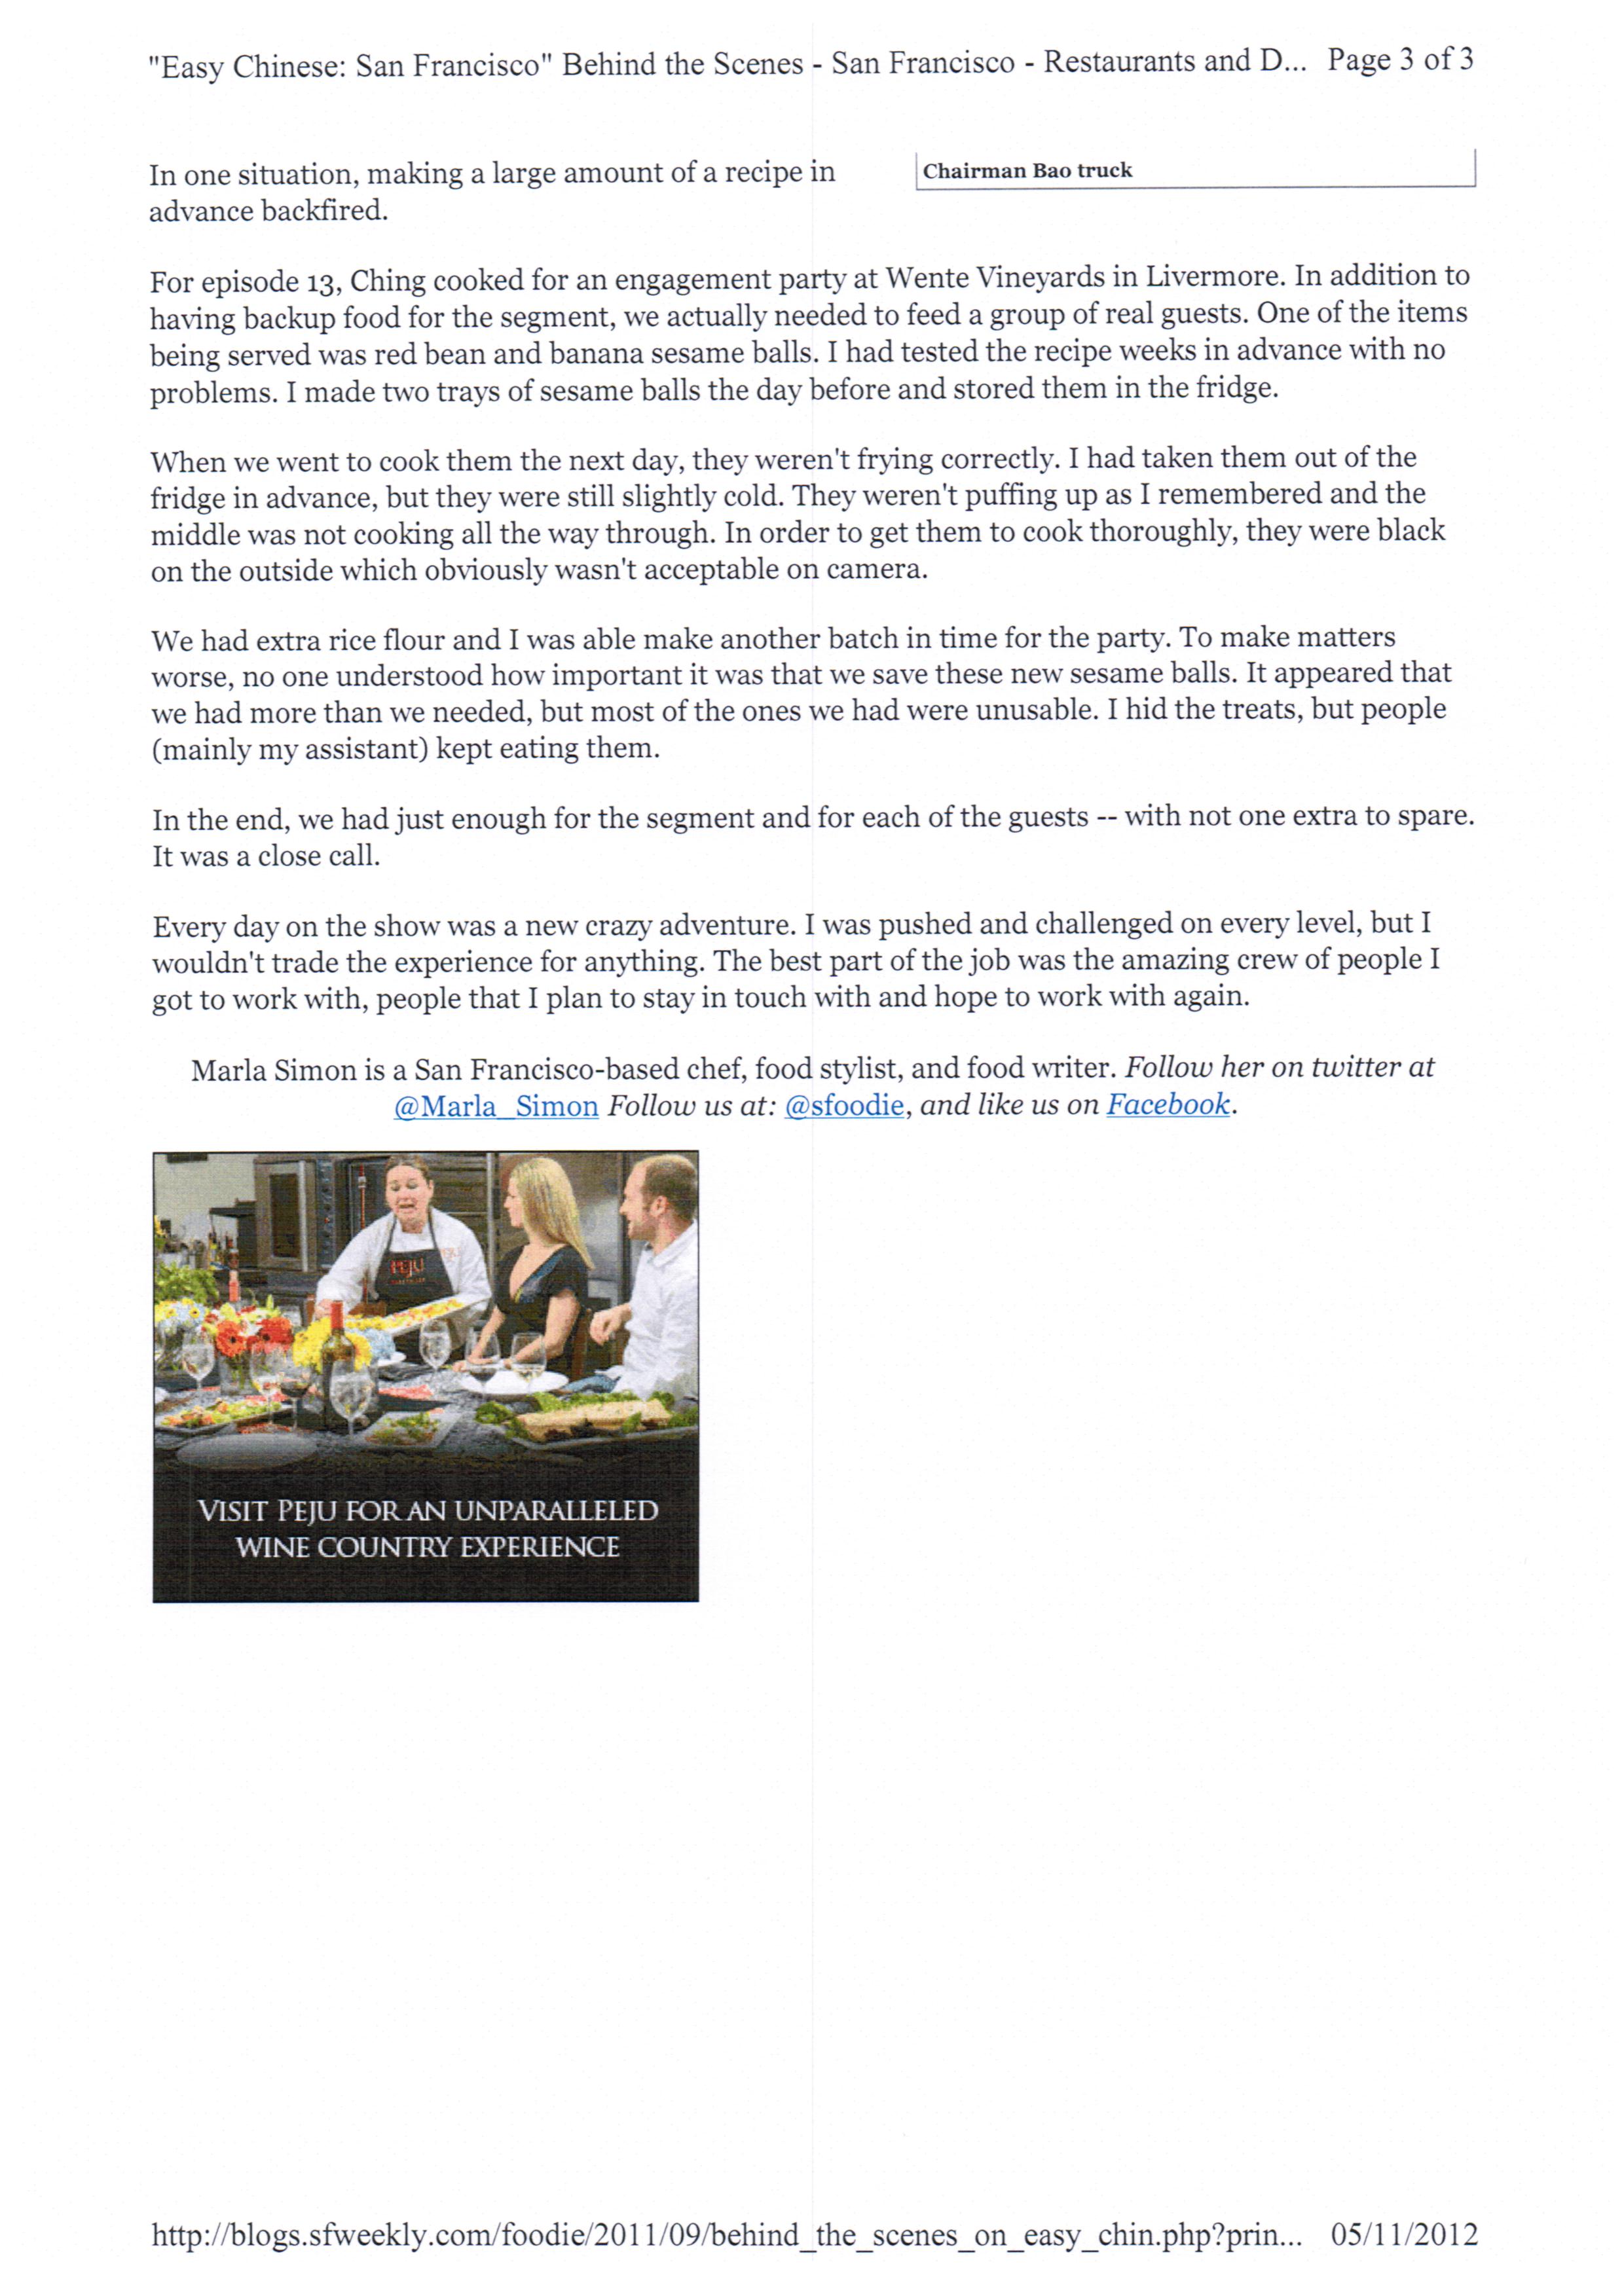 "Easy Chinese: San Francisco" Behind the Scenes - San Francisco - Restaurants and D... Page 3 of 3
In one situation, making a large amount of a recipe in
advance backfired.
Chairman Bao truck
For episode 13, Ching cooked for an engagement party at Wente Vineyards in Livermore. In addition to
having backup food for the segment, we actually needed to feed a group of real guests. One of the items
being served was red bean and banana sesame balls. I had tested the recipe weeks in advance with no
problems. I made two trays of sesame balls the day before and stored them in the fridge.
When we went to cook them the next day, they weren't frying correctly. I had taken them out of the
fridge in advance, but they were still slightly cold. They weren't puffing up as I remembered and the
middle was not cooking all the way through. In order to get them to cook thoroughly, they were black
on the outside which obviously wasn't acceptable on camera.
We had extra rice flour and I was able make another batch in time for the party. To make matters
worse, no one understood how important it was that we save these new sesame balls. It appeared that
we had more than we needed, but most of the ones we had were unusable. I hid the treats, but people
(mainly my assistant) kept eating them.
In the end, we had just enough for the segment and for each of the guests -- with not one extra to spare.
It was a close call.
Every day on the show was a new crazy adventure. I was pushed and challenged on every level, but I
wouldn't trade the experience for anything. The best part of the job was the amazing crew of people I
got to work with, people that I plan to stay in touch with and hope to work with again.
Marla Simon is a San Francisco-based chef, food stylist, and food writer. Follow her on twitter at
@Marla_Simon Follow us at: @sfoodie, and like us on Facebook.
PEJU
VISIT PEJU FOR AN UNPARALLELED
WINE COUNTRY EXPERIENCE
http://blogs.sfweekly.com/foodie/2011/09/behind_the_scenes_on_easy_chin.php?prin... 05/11/2012